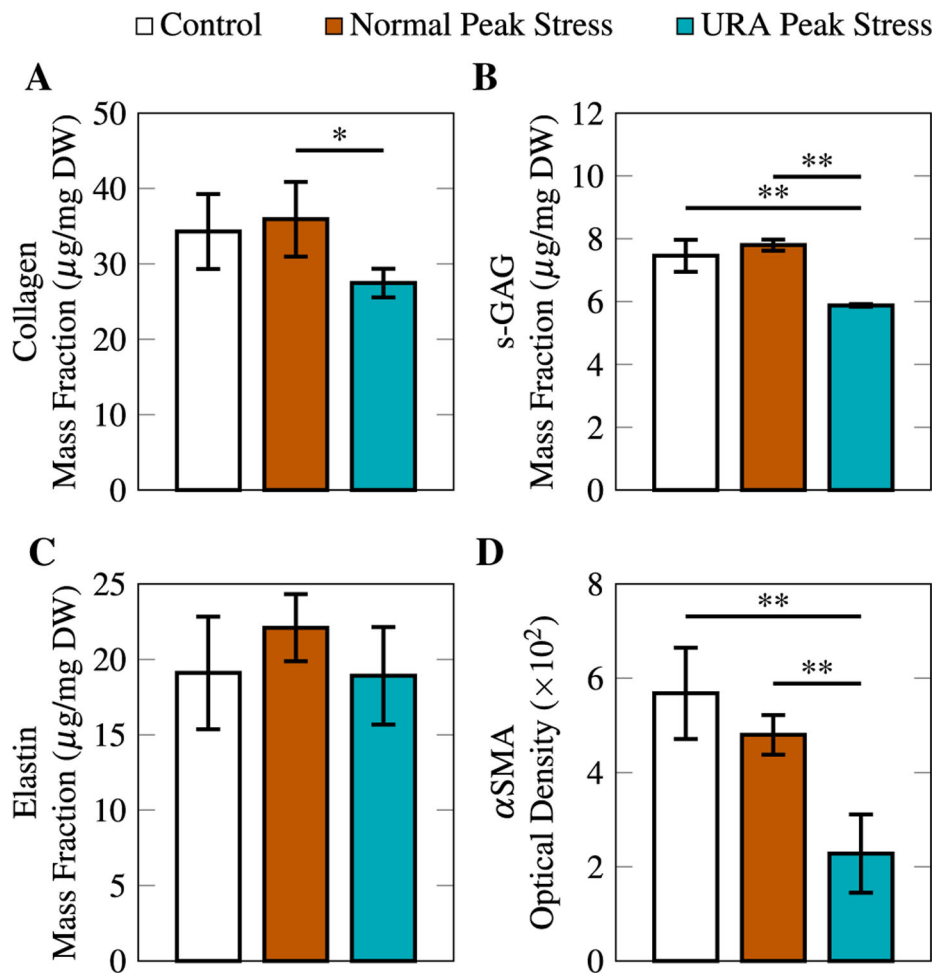 Control Normal Peak Stress URA Peak Stress
A
Collagen
Mass Fraction (μg/mg DW)
50
40
30
20
10
0
*
B
s-GAG
Mass Fraction (μg/mg DW)
12
10
8
6
4
2
0
**
**
C
Elastin
Mass Fraction (μg/mg DW)
25
20
15
10
5
0
D
αSMA
Optical Density (×10²)
8
6
4
2
0
**
**